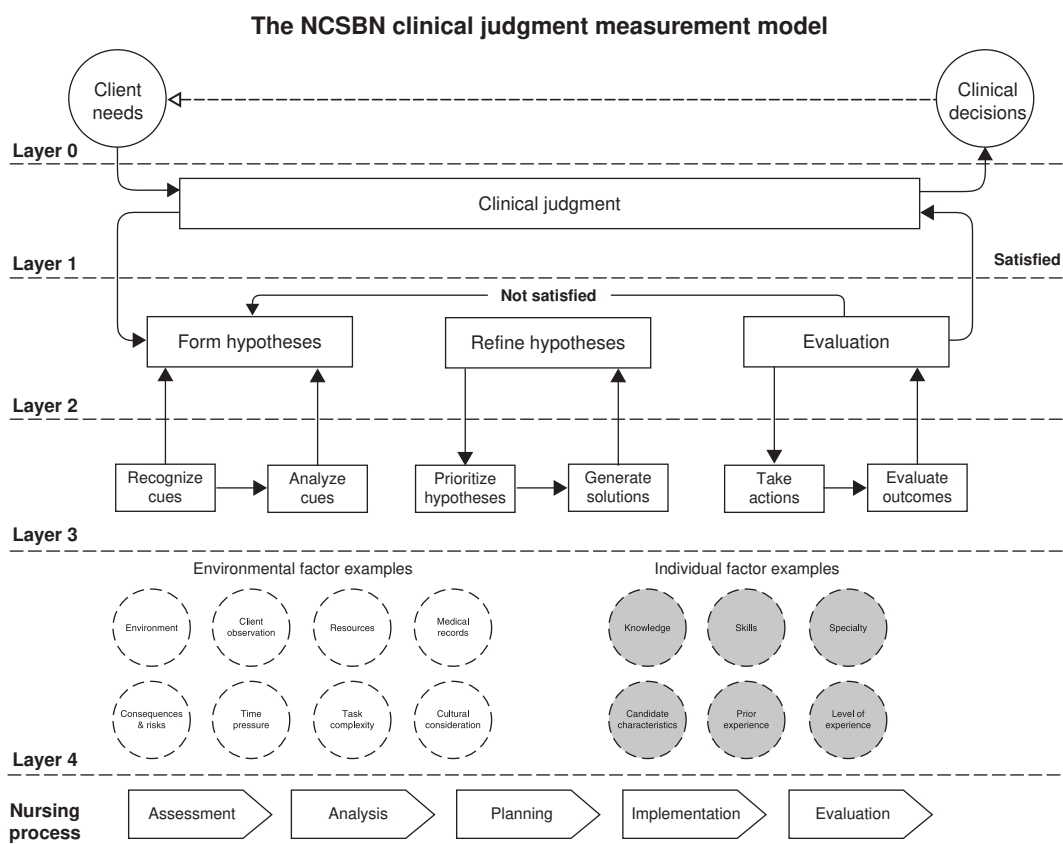 The NCSBN clinical judgment measurement model
Client
needs
Clinical
decisions
Layer 0
Clinical judgment
Layer 1
Satisfied
Not satisfied
Form hypotheses
Refine hypotheses
Evaluation
Layer 2
Recognize
cues
Analyze
cues
Prioritize
hypotheses
Generate
solutions
Take
actions
Evaluate
outcomes
Layer 3
Environmental factor examples
Individual factor examples
Environment
Client
observation
Resources
Medical
records
Knowledge
Skills
Specialty
Consequences
& risks
Time
pressure
Task
complexity
Cultural
consideration
Candidate
characteristics
Prior
experience
Level of
experience
Layer 4
Nursing
process
Assessment
Analysis
Planning
Implementation
Evaluation